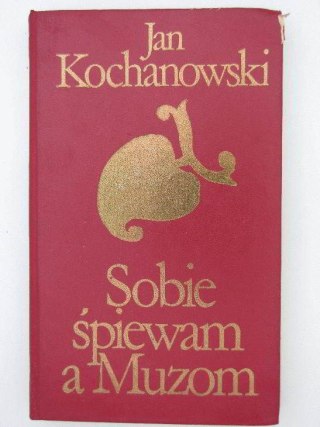 Jan
Kochanowski
Sobie
śpiewam
a Muzom